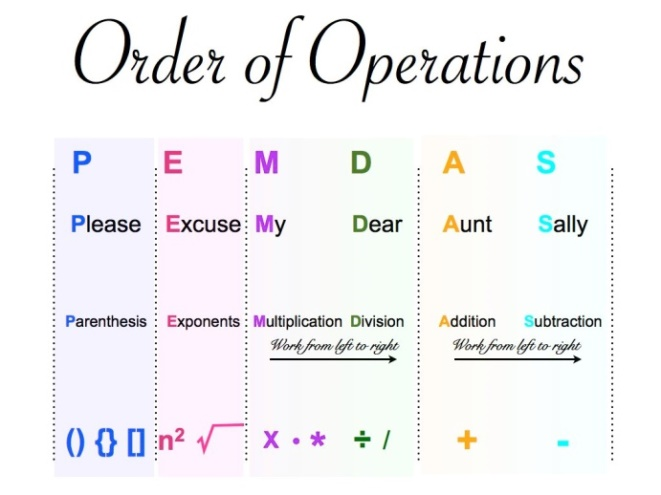 Order of Operations
P E M D A S
Please Excuse My Dear Aunt Sally
Parenthesis Exponents Multiplication Division Addition Subtraction
Work from left to right Work from left to right
() {} [] n² √ x · * ÷ / + -